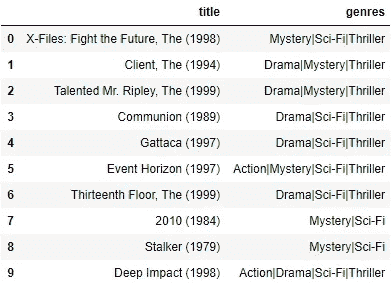 title genres
0 X-Files: Fight the Future, The (1998) Mystery|Sci-Fi|Thriller
1 Client, The (1994) Drama|Mystery|Thriller
2 Talented Mr. Ripley, The (1999) Drama|Mystery|Thriller
3 Communion (1989) Drama|Sci-Fi|Thriller
4 Gattaca (1997) Drama|Sci-Fi|Thriller
5 Event Horizon (1997) Action|Mystery|Sci-Fi|Thriller
6 Thirteenth Floor, The (1999) Drama|Sci-Fi|Thriller
7 2010 (1984) Mystery|Sci-Fi
8 Stalker (1979) Mystery|Sci-Fi
9 Deep Impact (1998) Action|Drama|Sci-Fi|Thriller